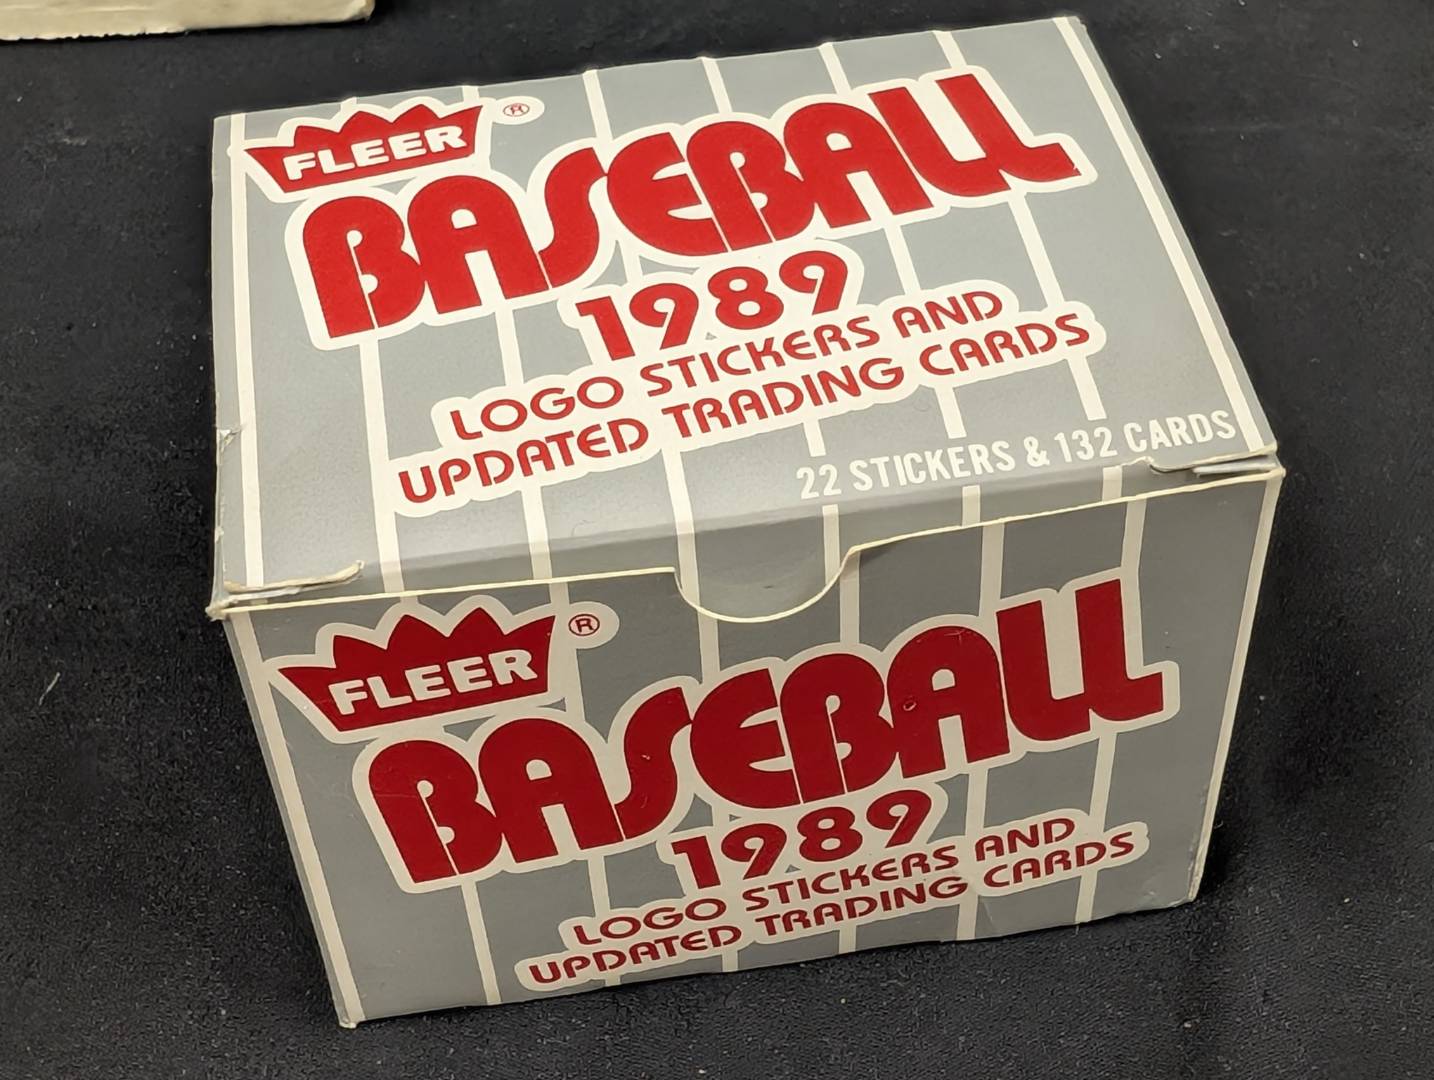 FLEER ®
BASEBALL
1989
LOGO STICKERS AND
UPDATED TRADING CARDS
22 STICKERS & 132 CARDS
FLEER ®
BASEBALL
1989
LOGO STICKERS AND
UPDATED TRADING CARDS